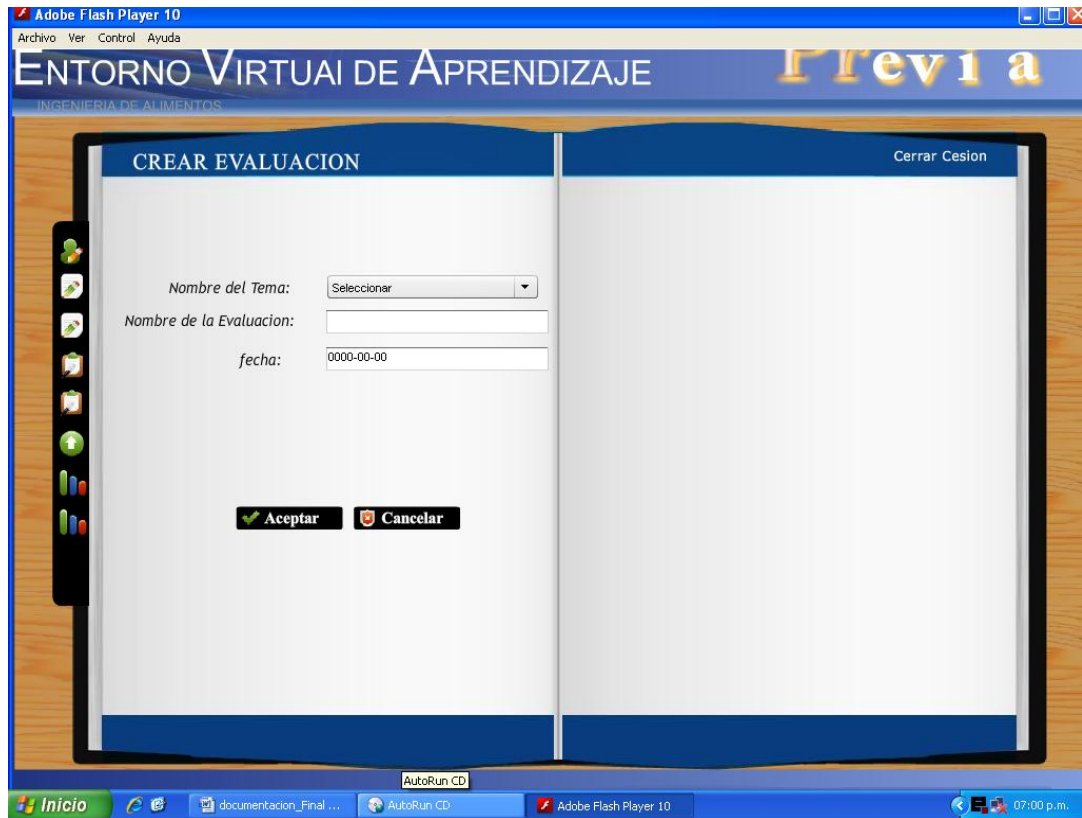 Adobe Flash Player 10
Archivo Ver Control Ayuda
ENTORNO VIRTUAl DE APRENDIZAJE
Previa
INGENIERIA DE ALIMENTOS
CREAR EVALUACION
Cerrar Cesion
Nombre del Tema: Seleccionar
Nombre de la Evaluacion:
fecha: 0000-00-00
Aceptar Cancelar
AutoRun CD
Inicio documentacion_Final ... AutoRun CD Adobe Flash Player 10 07:00 p.m.